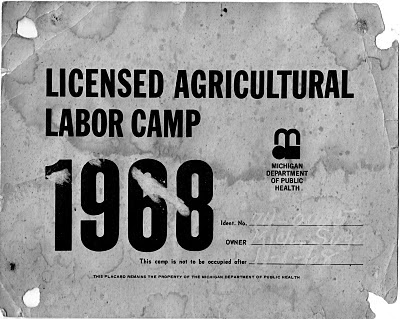 LICENSED AGRICULTURAL
LABOR CAMP
1968
MICHIGAN
DEPARTMENT
OF PUBLIC
HEALTH
Ident. No.
OWNER
This camp is not to be occupied after
THIS PLACARD REMAINS THE PROPERTY OF THE MICHIGAN DEPARTMENT OF PUBLIC HEALTH